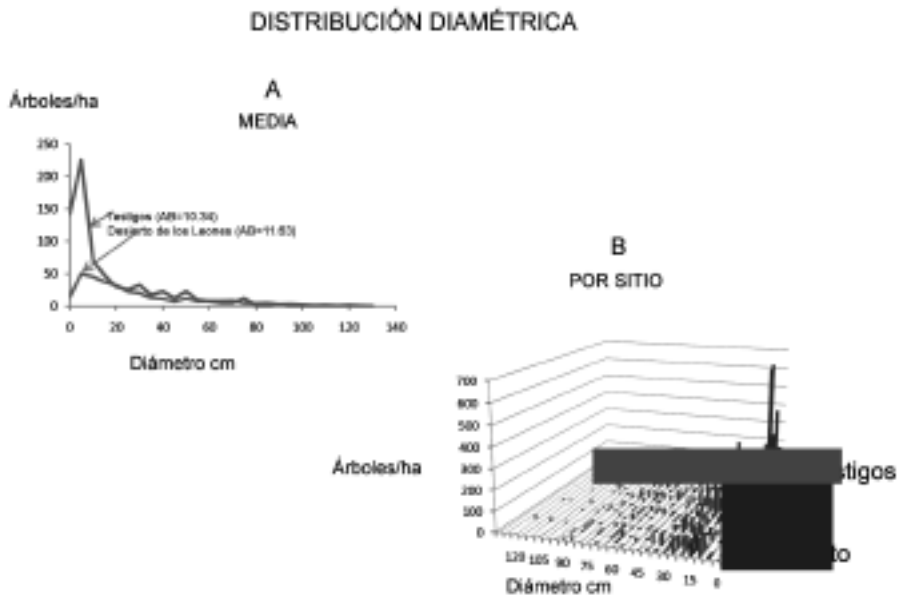 DISTRIBUCIÓN DIAMÉTRICA
A
MEDIA
Árboles/ha
250
200
150
100
50
0
Testigos (AB=10.34)
Desierto de los Leones (AB=11.63)
0 20 40 60 80 100 120 140
Diámetro cm
B
POR SITIO
700
600
500
400
300
200
100
0
Árboles/ha
stigos
to
120 105 90 75 60 45 30 15 0
Diámetro cm